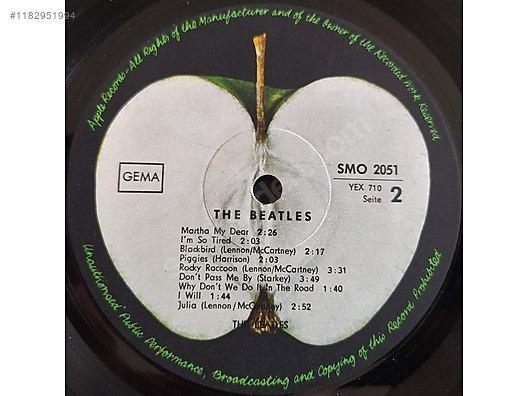 #1182951994
Apple Records-All Rights of the Manufacturer and of the Owner of the Recorded Work Reserved
GEMA
SMO 2051
YEX 710
Seite 2
THE BEATLES
Martha My Dear 2:26
I'm So Tired 2:03
Blackbird (Lennon/McCartney) 2:17
Piggies (Harrison) 2:03
Rocky Raccoon (Lennon/McCartney) 3:31
Don't Pass Me By (Starkey) 3:49
Why Don't We Do It In The Road 1:40
I Will 1:44
Julia (Lennon/McCartney) 2:52
THE BEATLES
Unauthorised Public Performance, Broadcasting and Copying of this Record Prohibited